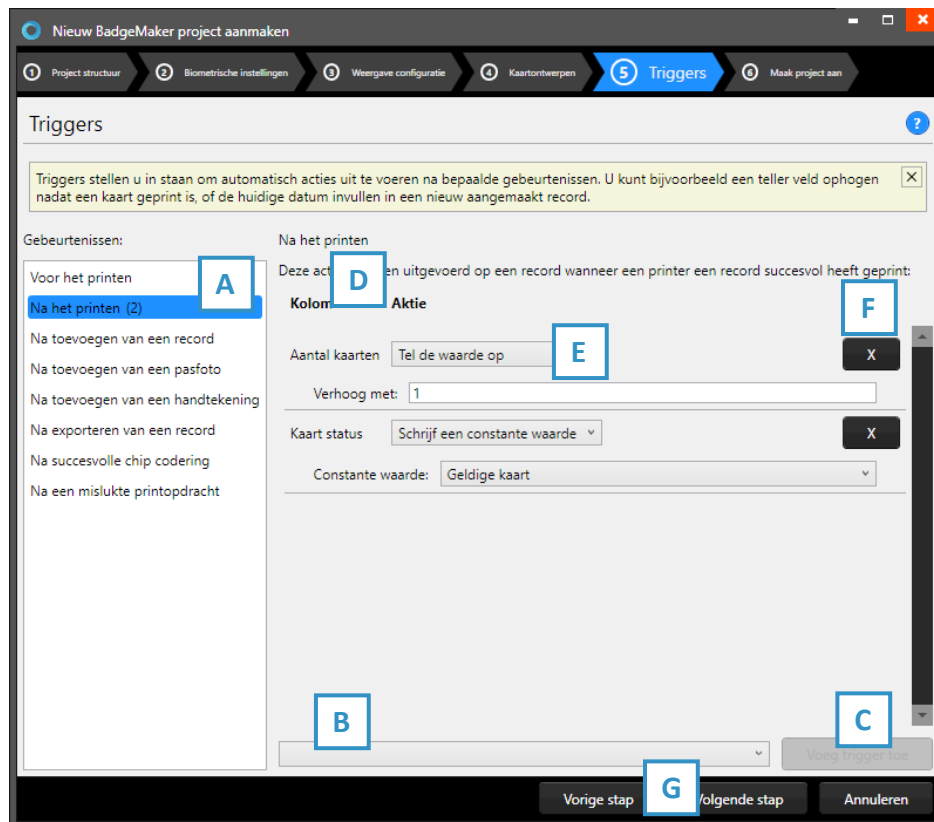 Nieuw BadgeMaker project aanmaken
1 Project structuur 2 Biometrische instellingen 3 Weergave configuratie 4 Kaartontwerpen 5 Triggers 6 Maak project aan
Triggers
?
Triggers stellen u in staan om automatisch acties uit te voeren na bepaalde gebeurtenissen. U kunt bijvoorbeeld een teller veld ophogen
nadat een kaart geprint is, of de huidige datum invullen in een nieuw aangemaakt record.
Gebeurtenissen:
Voor het printen
A
Na het printen (2)
Na toevoegen van een record
Na toevoegen van een pasfoto
Na toevoegen van een handtekening
Na exporteren van een record
Na succesvolle chip codering
Na een mislukte printopdracht
Na het printen
Deze en uitgevoerd op een record wanneer een printer een record succesvol heeft geprint:
D
Aktie
F
Aantal kaarten Tel de waarde op E X
Verhoog met: 1
Kaart status Schrijf een constante waarde X
Constante waarde: Geldige kaart
B
C
Voeg trigger toe
Vorige stap G Volgende stap Annuleren